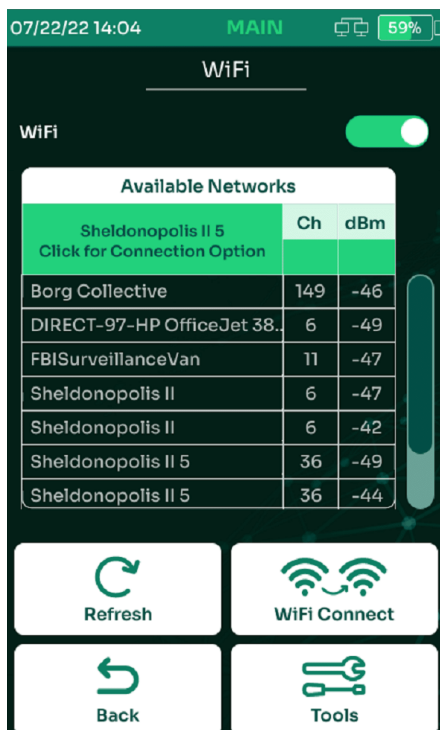 07/22/22 14:04 MAIN 59%
WiFi
WiFi
Available Networks
Sheldonopolis II 5 Ch dBm
Click for Connection Option
Borg Collective 149 -46
DIRECT-97-HP OfficeJet 38.. 6 -49
FBISurveillanceVan 11 -47
Sheldonopolis II 6 -47
Sheldonopolis II 6 -42
Sheldonopolis II 5 36 -49
Sheldonopolis II 5 36 -44
Refresh WiFi Connect
Back Tools